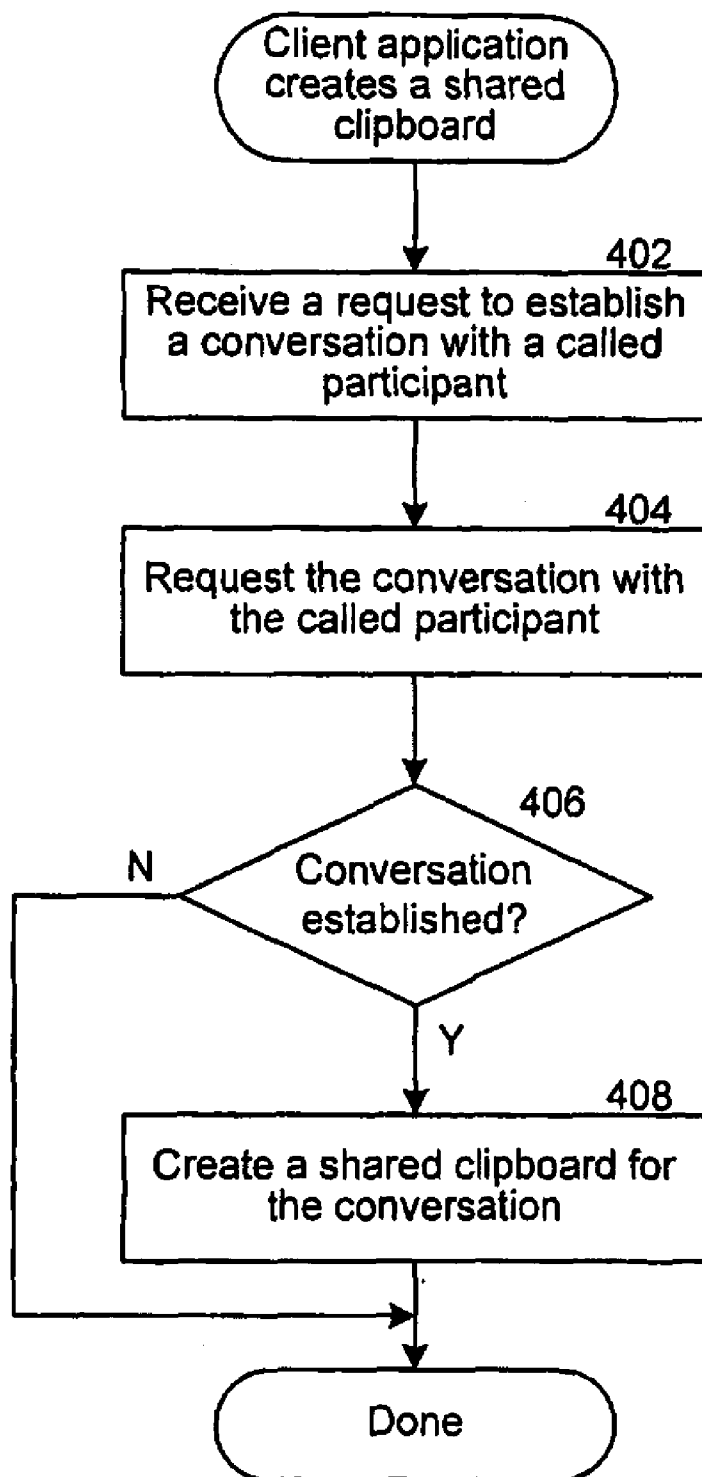 Client application
creates a shared
clipboard
402
Receive a request to establish
a conversation with a called
participant
404
Request the conversation with
the called participant
406
N
Conversation
established?
Y
408
Create a shared clipboard for
the conversation
Done